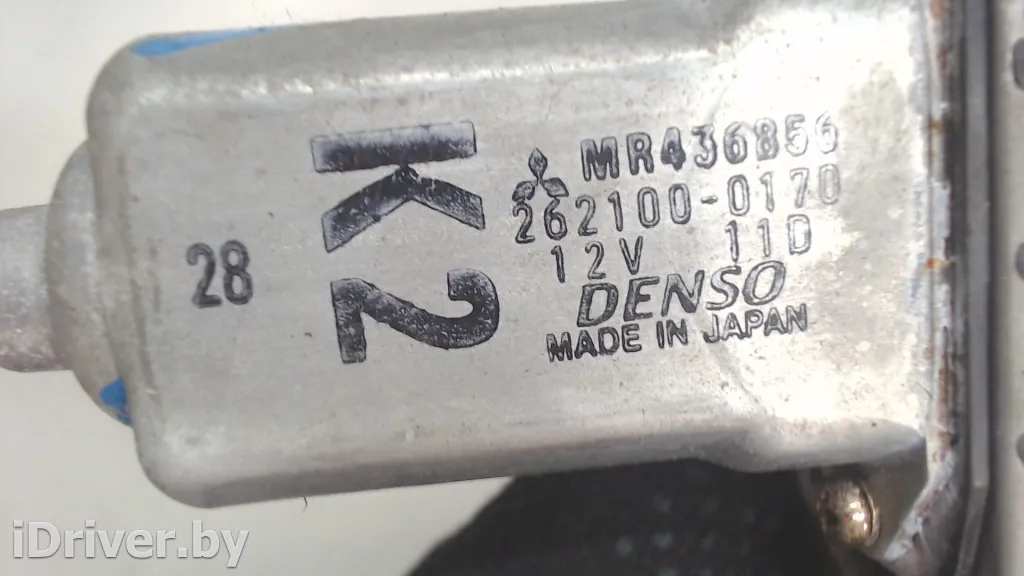 MR436856
262100-0170
12V 11D
DENSO
MADE IN JAPAN
K2
28
iDriver.by